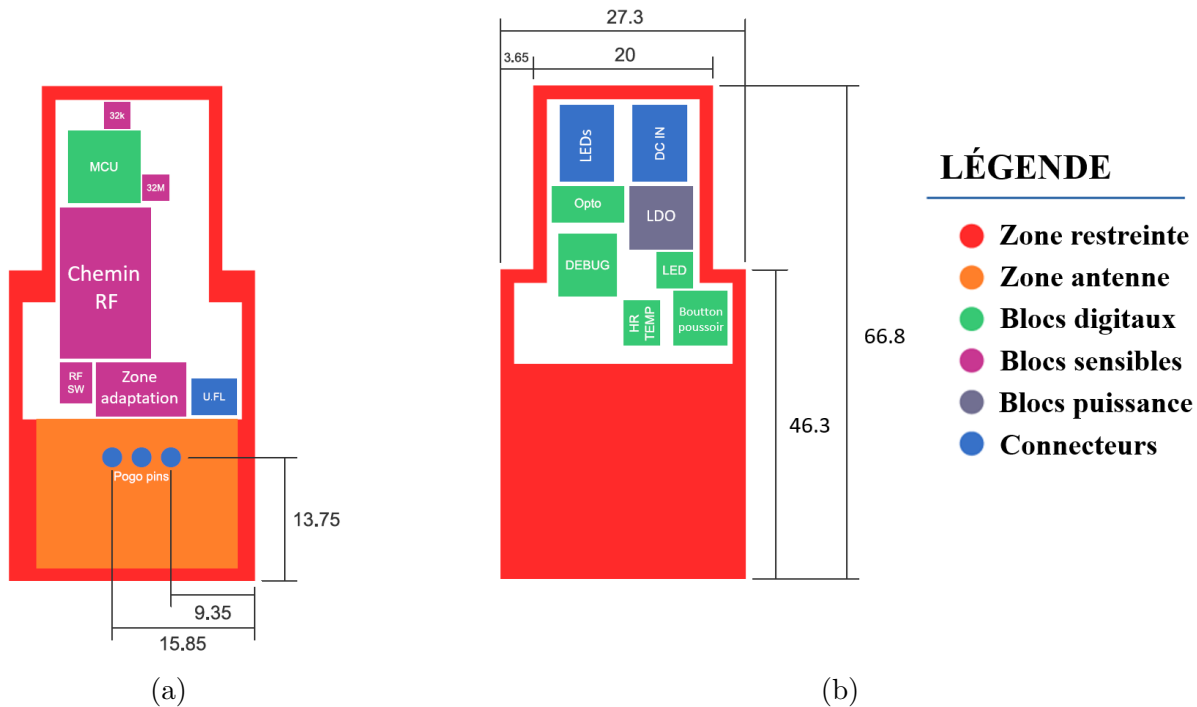 32k
MCU
32M
Chemin
RF
RF
SW
Zone
adaptation
U.FL
Pogo pins
13.75
9.35
15.85
(a)
27.3
3.65
20
LEDs
DC IN
Opto
LDO
DEBUG
LED
HR
TEMP
Boutton
poussoir
66.8
46.3
(b)
LÉGENDE
Zone restreinte
Zone antenne
Blocs digitaux
Blocs sensibles
Blocs puissance
Connecteurs